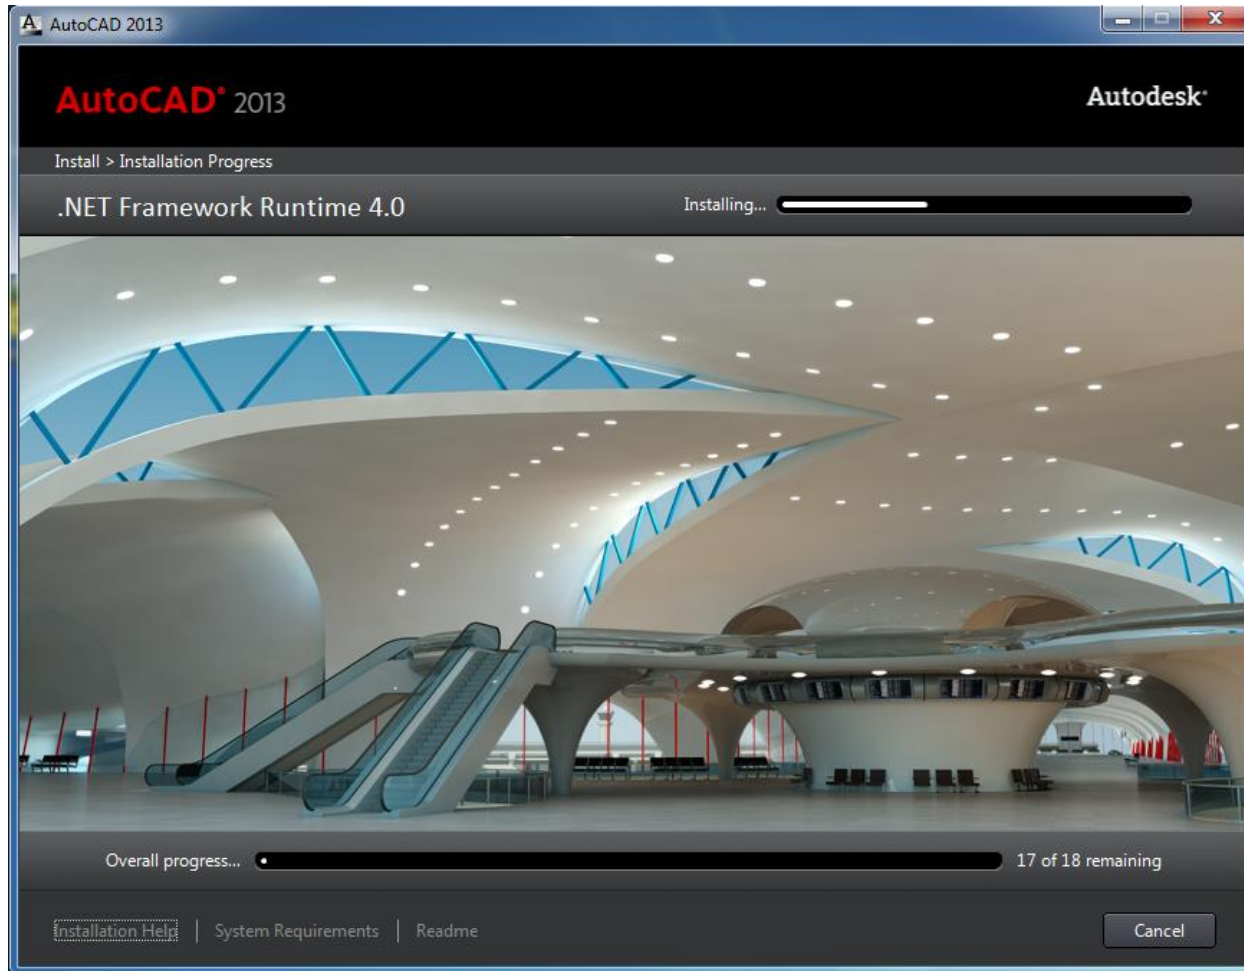 AutoCAD 2013
AutoCAD® 2013
Autodesk®
Install > Installation Progress
.NET Framework Runtime 4.0
Installing...
Overall progress...
17 of 18 remaining
Installation Help | System Requirements | Readme
Cancel